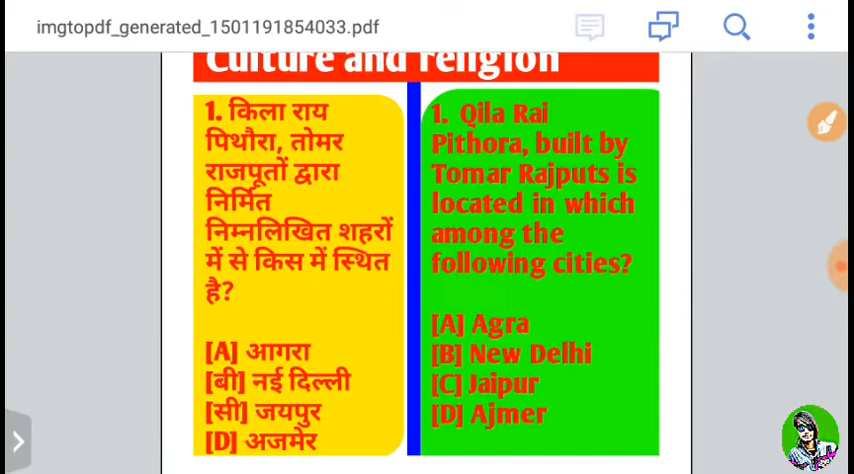 imgtopdf_generated_1501191854033.pdf
Culture and religion
1. किला राय
पिथौरा, तोमर
राजपूतों द्वारा
निर्मित
निम्नलिखित शहरों
में से किस में स्थित
है?
[A] आगरा
[बी] नई दिल्ली
[सी] जयपुर
[D] अजमेर
1. Qila Rai
Pithora, built by
Tomar Rajputs is
located in which
among the
following cities?
[A] Agra
[B] New Delhi
[C] Jaipur
[D] Ajmer